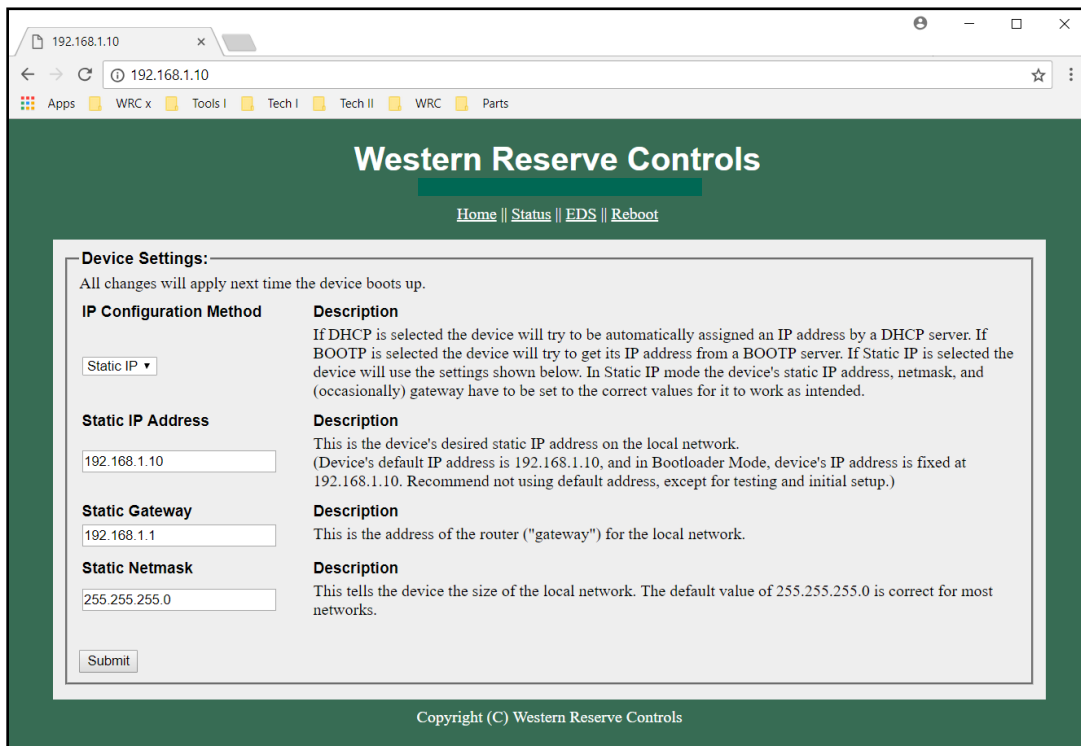 192.168.1.10
192.168.1.10
Apps WRC x Tools I Tech I Tech II WRC Parts
Western Reserve Controls
Home || Status || EDS || Reboot
Device Settings:
All changes will apply next time the device boots up.
IP Configuration Method Description
If DHCP is selected the device will try to be automatically assigned an IP address by a DHCP server. If
BOOTP is selected the device will try to get its IP address from a BOOTP server. If Static IP is selected the
Static IP
device will use the settings shown below. In Static IP mode the device's static IP address, netmask, and
(occasionally) gateway have to be set to the correct values for it to work as intended.
Static IP Address Description
This is the device's desired static IP address on the local network.
192.168.1.10
(Device's default IP address is 192.168.1.10, and in Bootloader Mode, device's IP address is fixed at
192.168.1.10. Recommend not using default address, except for testing and initial setup.)
Static Gateway Description
192.168.1.1 This is the address of the router ("gateway") for the local network.
Static Netmask Description
255.255.255.0 This tells the device the size of the local network. The default value of 255.255.255.0 is correct for most
networks.
Submit
Copyright (C) Western Reserve Controls